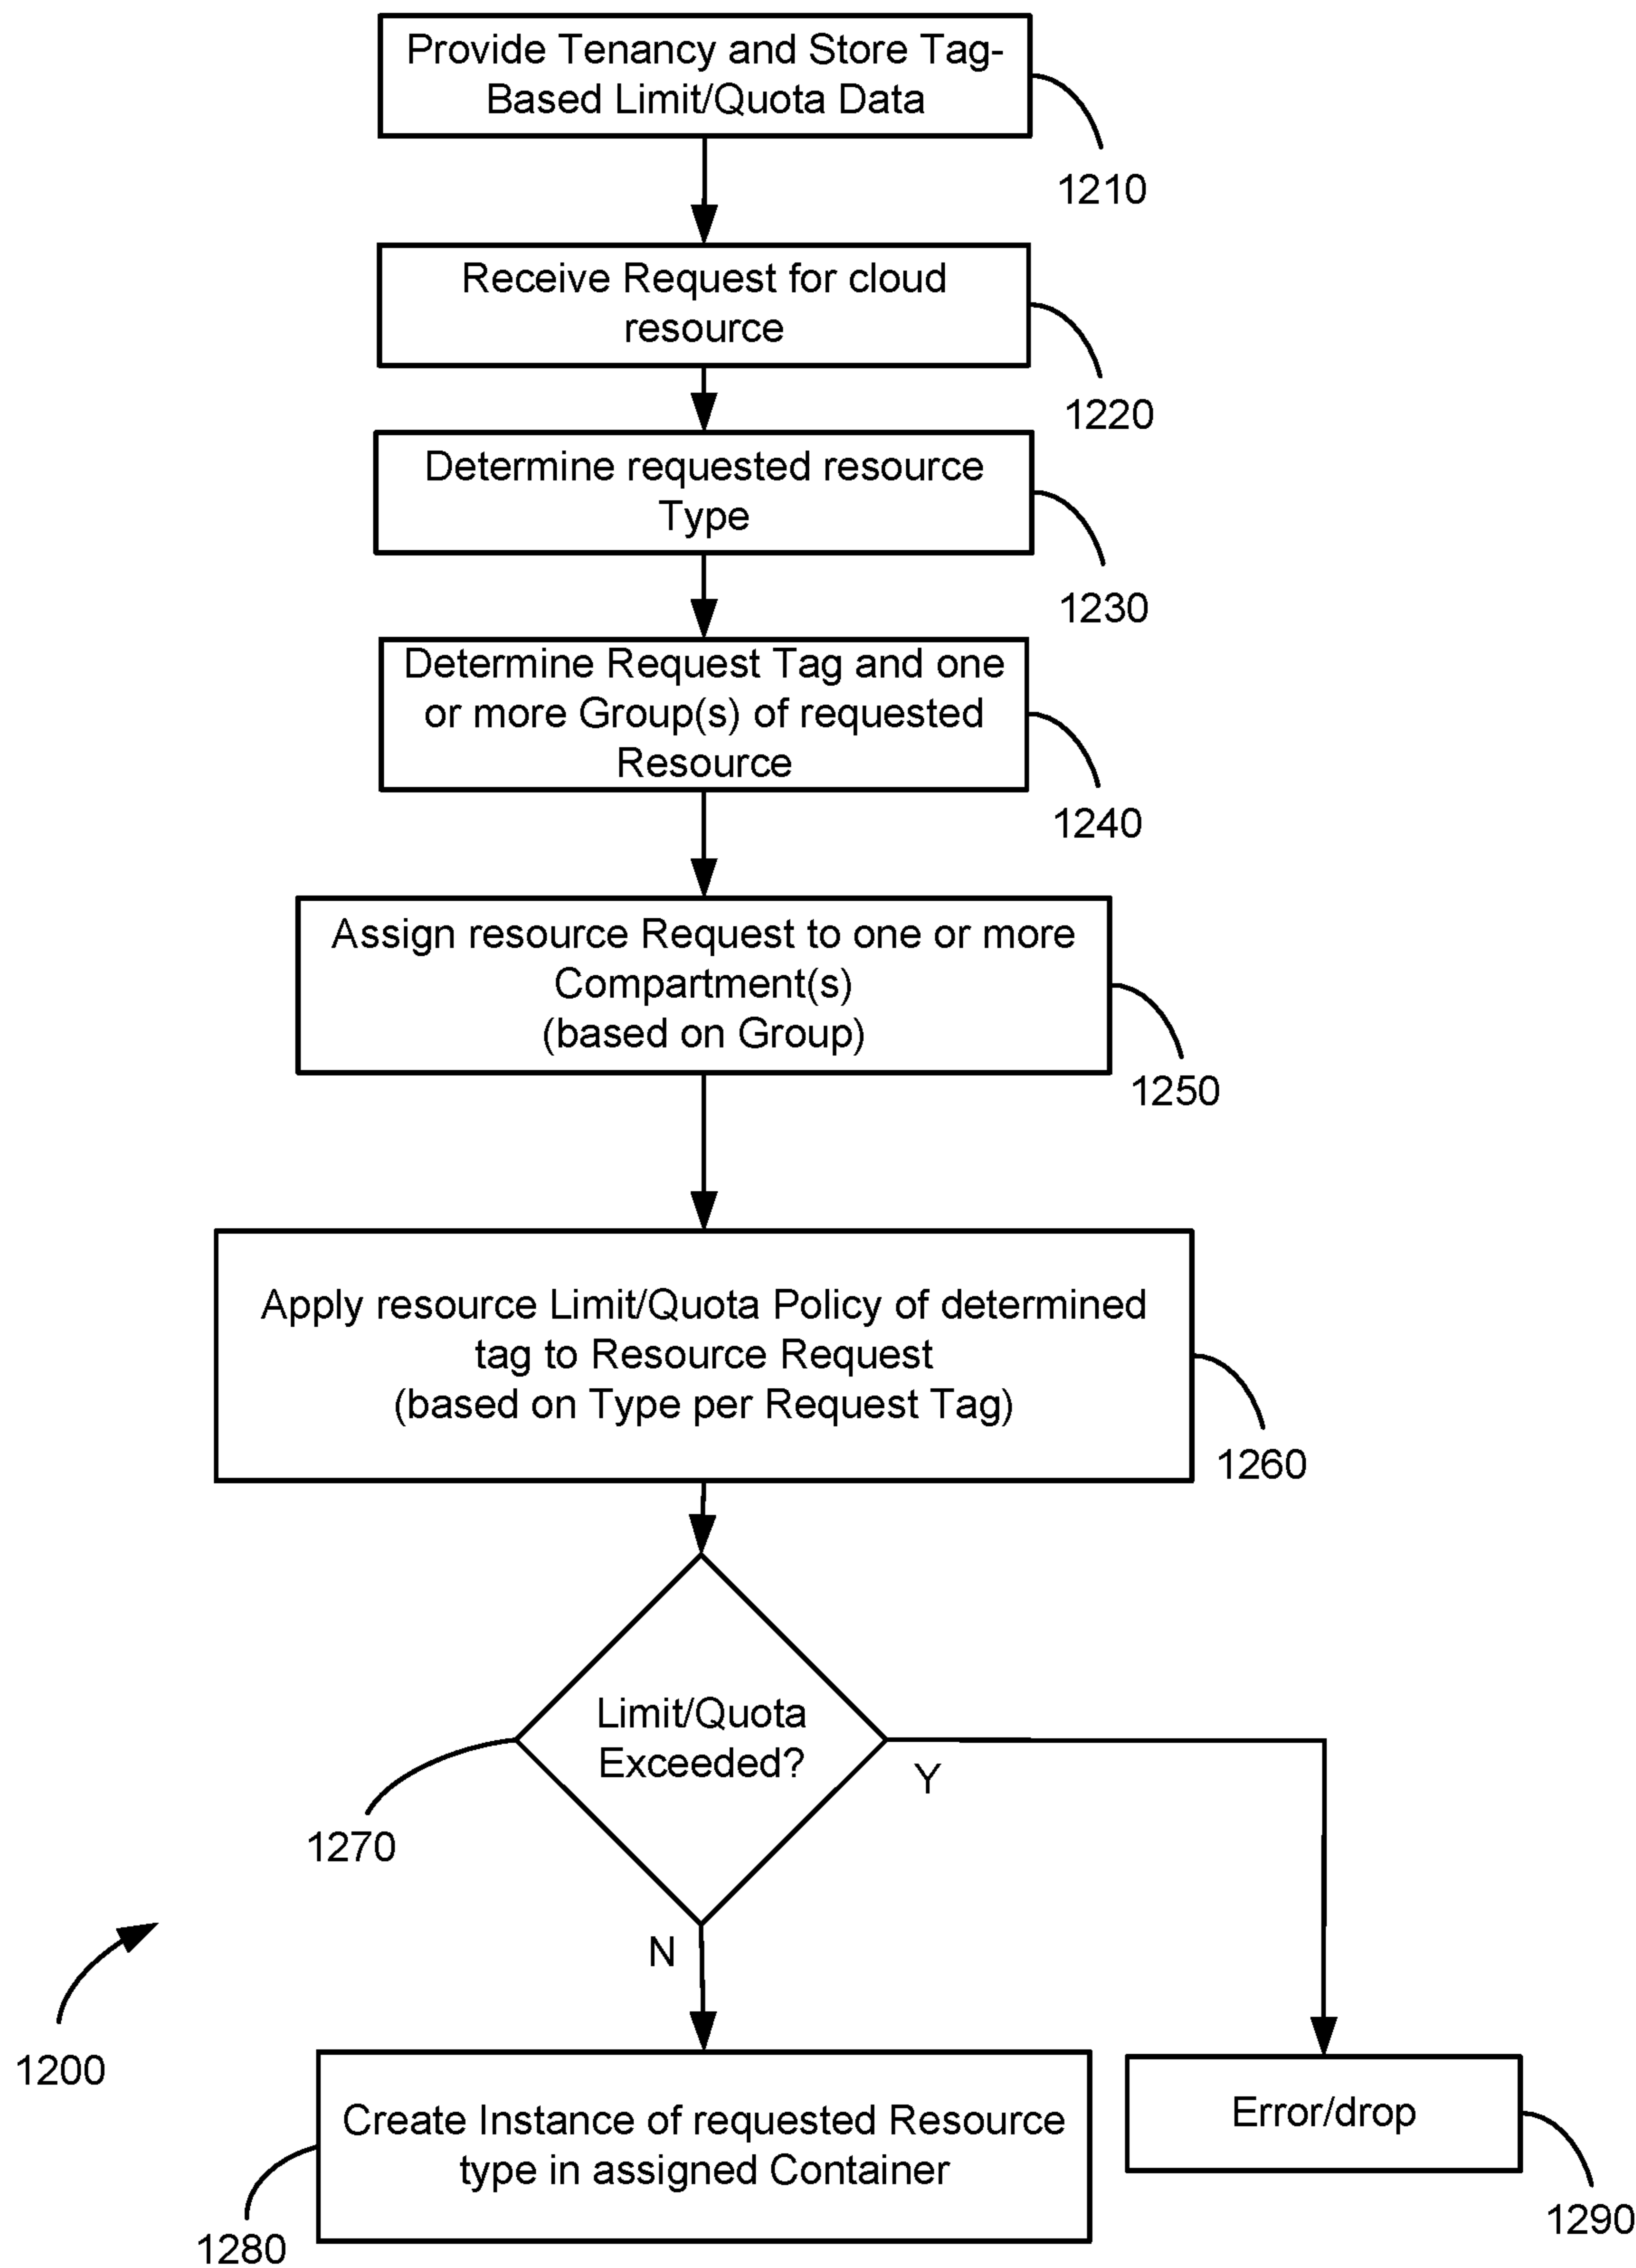 Provide Tenancy and Store Tag-
Based Limit/Quota Data
1210
Receive Request for cloud
resource
1220
Determine requested resource
Type
1230
Determine Request Tag and one
or more Group(s) of requested
Resource
1240
Assign resource Request to one or more
Compartment(s)
(based on Group)
1250
Apply resource Limit/Quota Policy of determined
tag to Resource Request
(based on Type per Request Tag)
1260
Limit/Quota
Exceeded?
Y
1270
N
1200
Create Instance of requested Resource
type in assigned Container
1280
Error/drop
1290